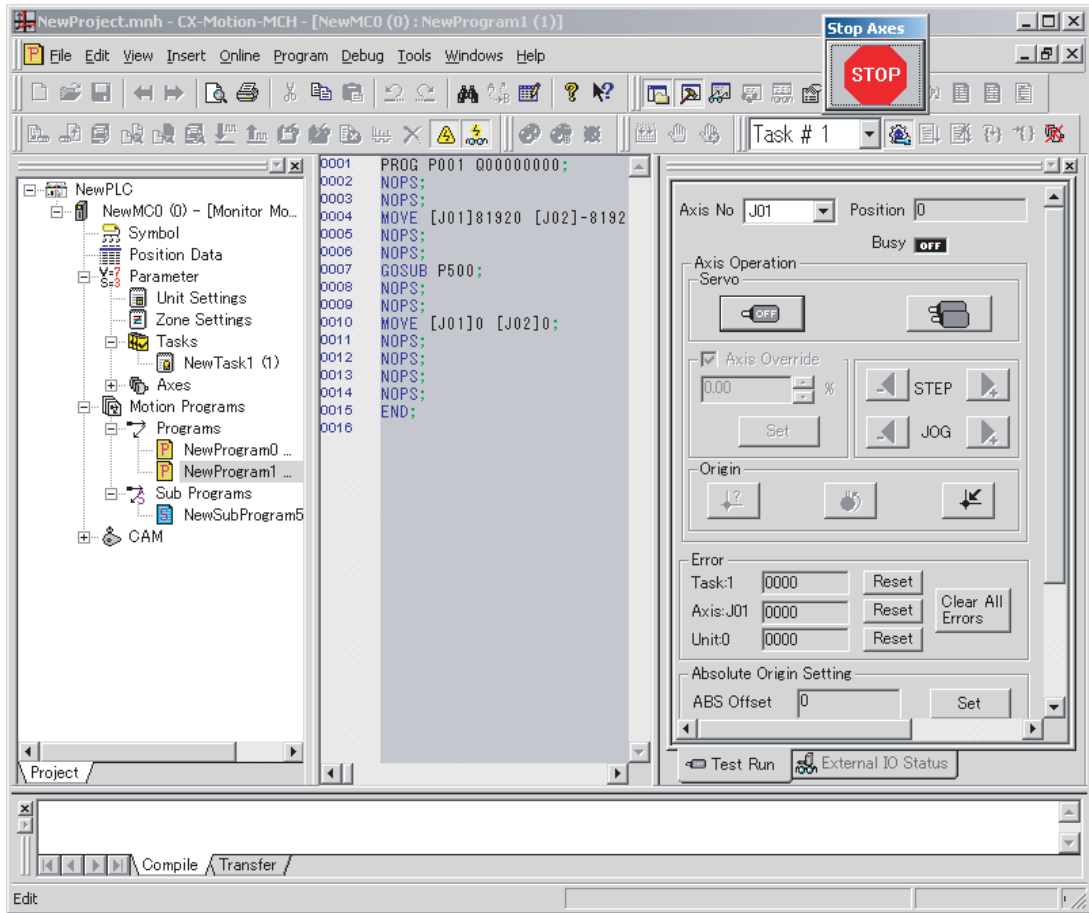 NewProject.mnh - CX-Motion-MCH - [NewMC0 (0) : NewProgram1 (1)]
Stop Axes
File Edit View Insert Online Program Debug Tools Windows Help
STOP
Task # 1
NewPLC
NewMC0 (0) - [Monitor Mo...
Symbol
Position Data
Parameter
Unit Settings
Zone Settings
Tasks
NewTask1 (1)
Axes
Motion Programs
Programs
NewProgram0 ...
NewProgram1 ...
Sub Programs
NewSubProgram5
CAM
Project
0001 PROG P001 Q00000000;
0002 NOPS;
0003 NOPS;
0004 MOVE [J01]81920 [J02]-8192
0005 NOPS;
0006 NOPS;
0007 GOSUB P500;
0008 NOPS;
0009 NOPS;
0010 MOVE [J01]0 [J02]0;
0011 NOPS;
0012 NOPS;
0013 NOPS;
0014 NOPS;
0015 END;
0016
Axis No J01 Position 0
Busy OFF
Axis Operation
Servo
OFF
Axis Override
0.00 %
Set
STEP
JOG
Origin
Error
Task:1 0000 Reset
Axis:J01 0000 Reset
Unit:0 0000 Reset
Clear All
Errors
Absolute Origin Setting
ABS Offset 0 Set
Test Run External IO Status
Compile Transfer
Edit